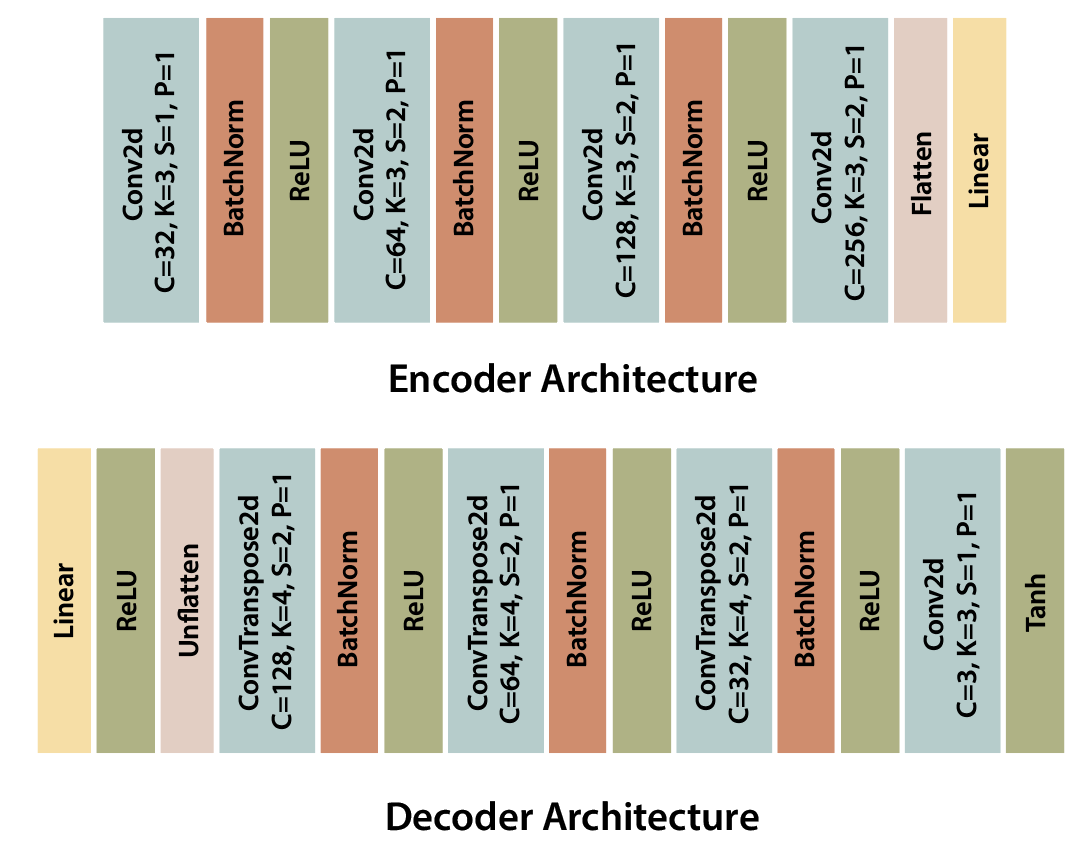 Conv2d
C=32, K=3, S=1, P=1
BatchNorm
ReLU
Conv2d
C=64, K=3, S=2, P=1
BatchNorm
ReLU
Conv2d
C=128, K=3, S=2, P=1
BatchNorm
ReLU
Conv2d
C=256, K=3, S=2, P=1
Flatten
Linear
Encoder Architecture
Linear
ReLU
Unflatten
ConvTranspose2d
C=128, K=4, S=2, P=1
BatchNorm
ReLU
ConvTranspose2d
C=64, K=4, S=2, P=1
BatchNorm
ReLU
ConvTranspose2d
C=32, K=4, S=2, P=1
BatchNorm
ReLU
Conv2d
C=3, K=3, S=1, P=1
Tanh
Decoder Architecture